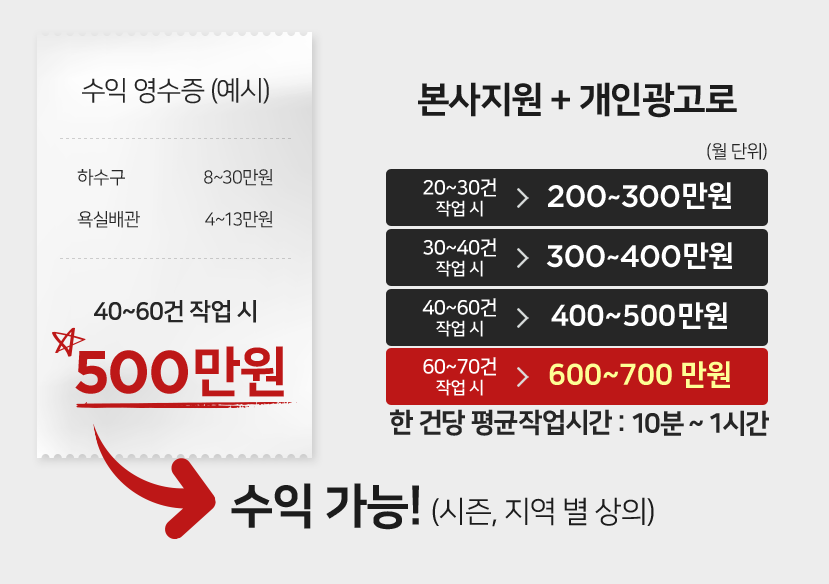 수익 영수증 (예시)
하수구 8~30만원
욕실배관 4~13만원
40~60건 작업 시
500만원
본사지원 + 개인광고로
(월 단위)
20~30건
작업 시
200~300만원
30~40건
작업 시
300~400만원
40~60건
작업 시
400~500만원
60~70건
작업 시
600~700 만원
한 건당 평균작업시간 : 10분 ~ 1시간
수익 가능! (시즌, 지역 별 상의)